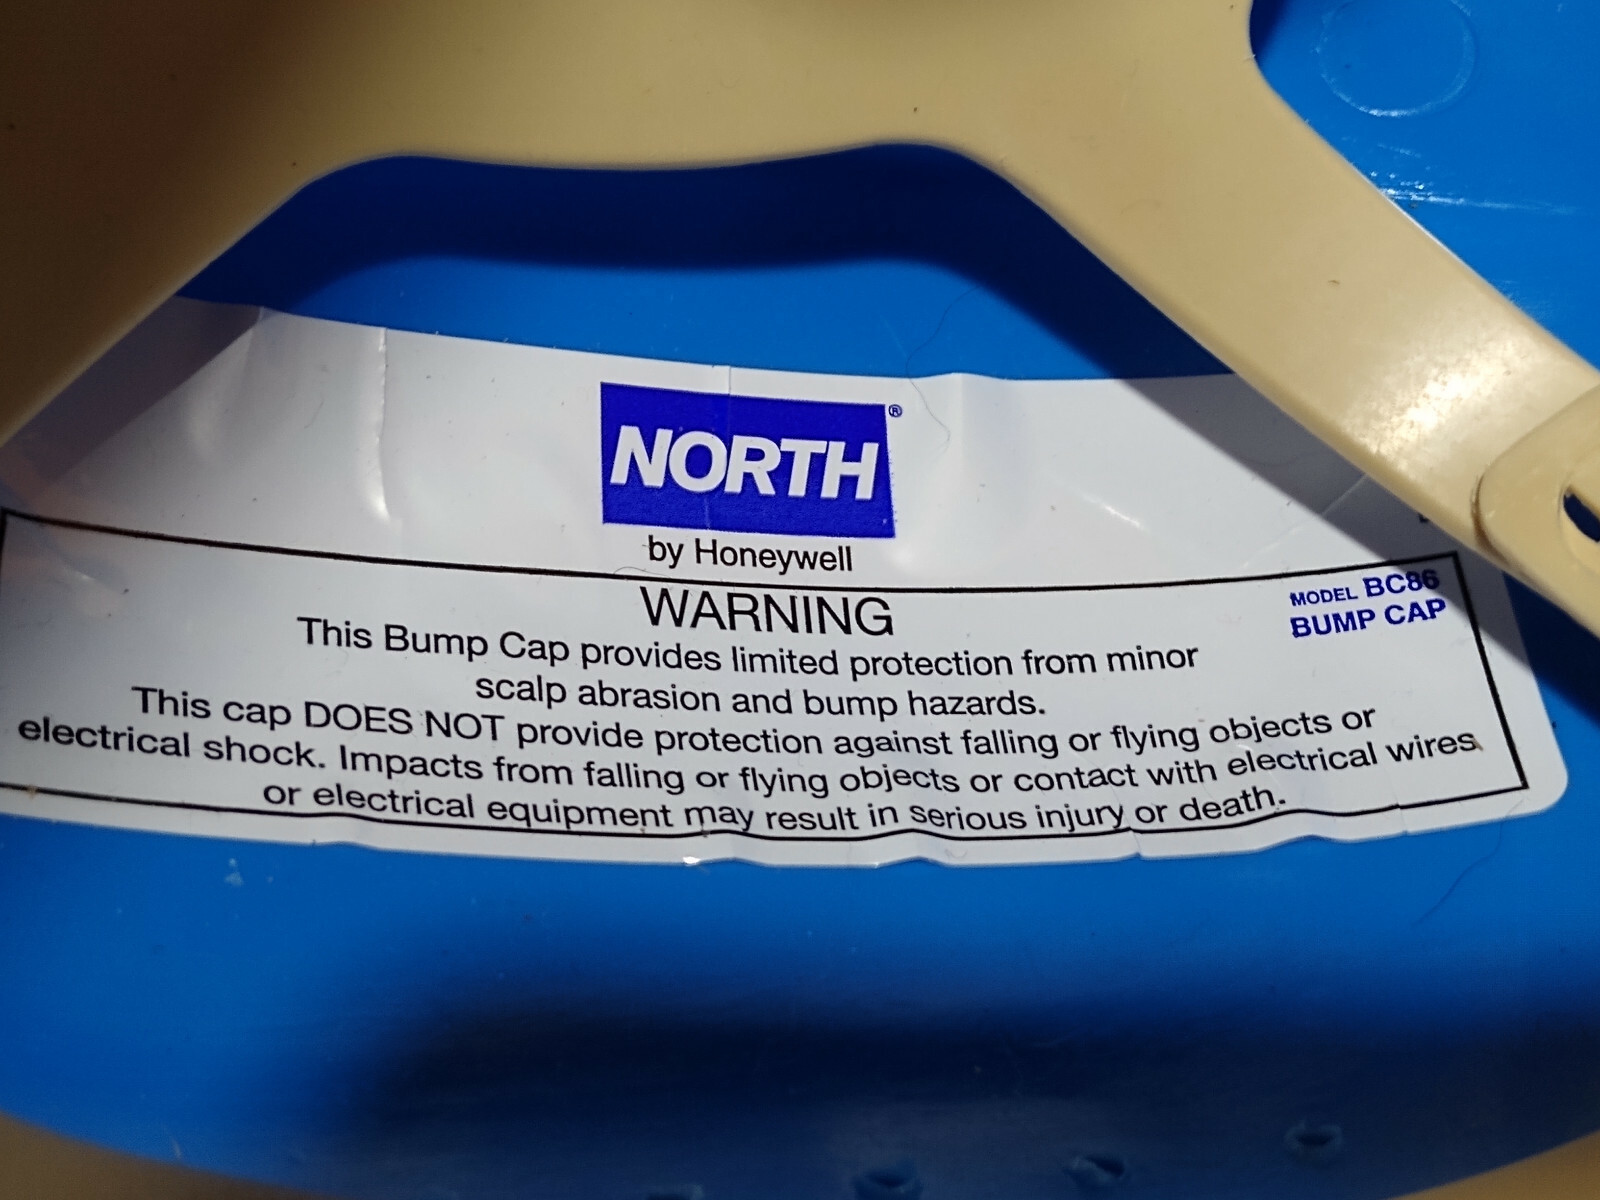 NORTH®
by Honeywell
WARNING
MODEL BC86
BUMP CAP
This Bump Cap provides limited protection from minor
scalp abrasion and bump hazards.
This cap DOES NOT provide protection against falling or flying objects or
electrical shock. Impacts from falling or flying objects or contact with electrical wires
or electrical equipment may result in serious injury or death.